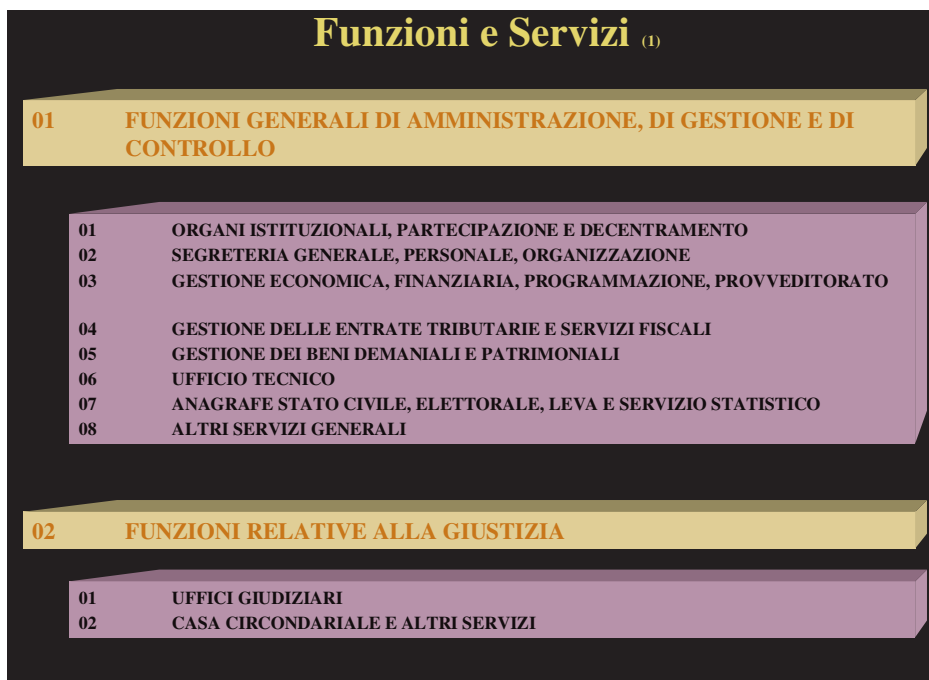 Funzioni e Servizi (1)
01 FUNZIONI GENERALI DI AMMINISTRAZIONE, DI GESTIONE E DI
CONTROLLO
01 ORGANI ISTITUZIONALI, PARTECIPAZIONE E DECENTRAMENTO
02 SEGRETERIA GENERALE, PERSONALE, ORGANIZZAZIONE
03 GESTIONE ECONOMICA, FINANZIARIA, PROGRAMMAZIONE, PROVVEDITORATO
04 GESTIONE DELLE ENTRATE TRIBUTARIE E SERVIZI FISCALI
05 GESTIONE DEI BENI DEMANIALI E PATRIMONIALI
06 UFFICIO TECNICO
07 ANAGRAFE STATO CIVILE, ELETTORALE, LEVA E SERVIZIO STATISTICO
08 ALTRI SERVIZI GENERALI
02 FUNZIONI RELATIVE ALLA GIUSTIZIA
01 UFFICI GIUDIZIARI
02 CASA CIRCONDARIALE E ALTRI SERVIZI